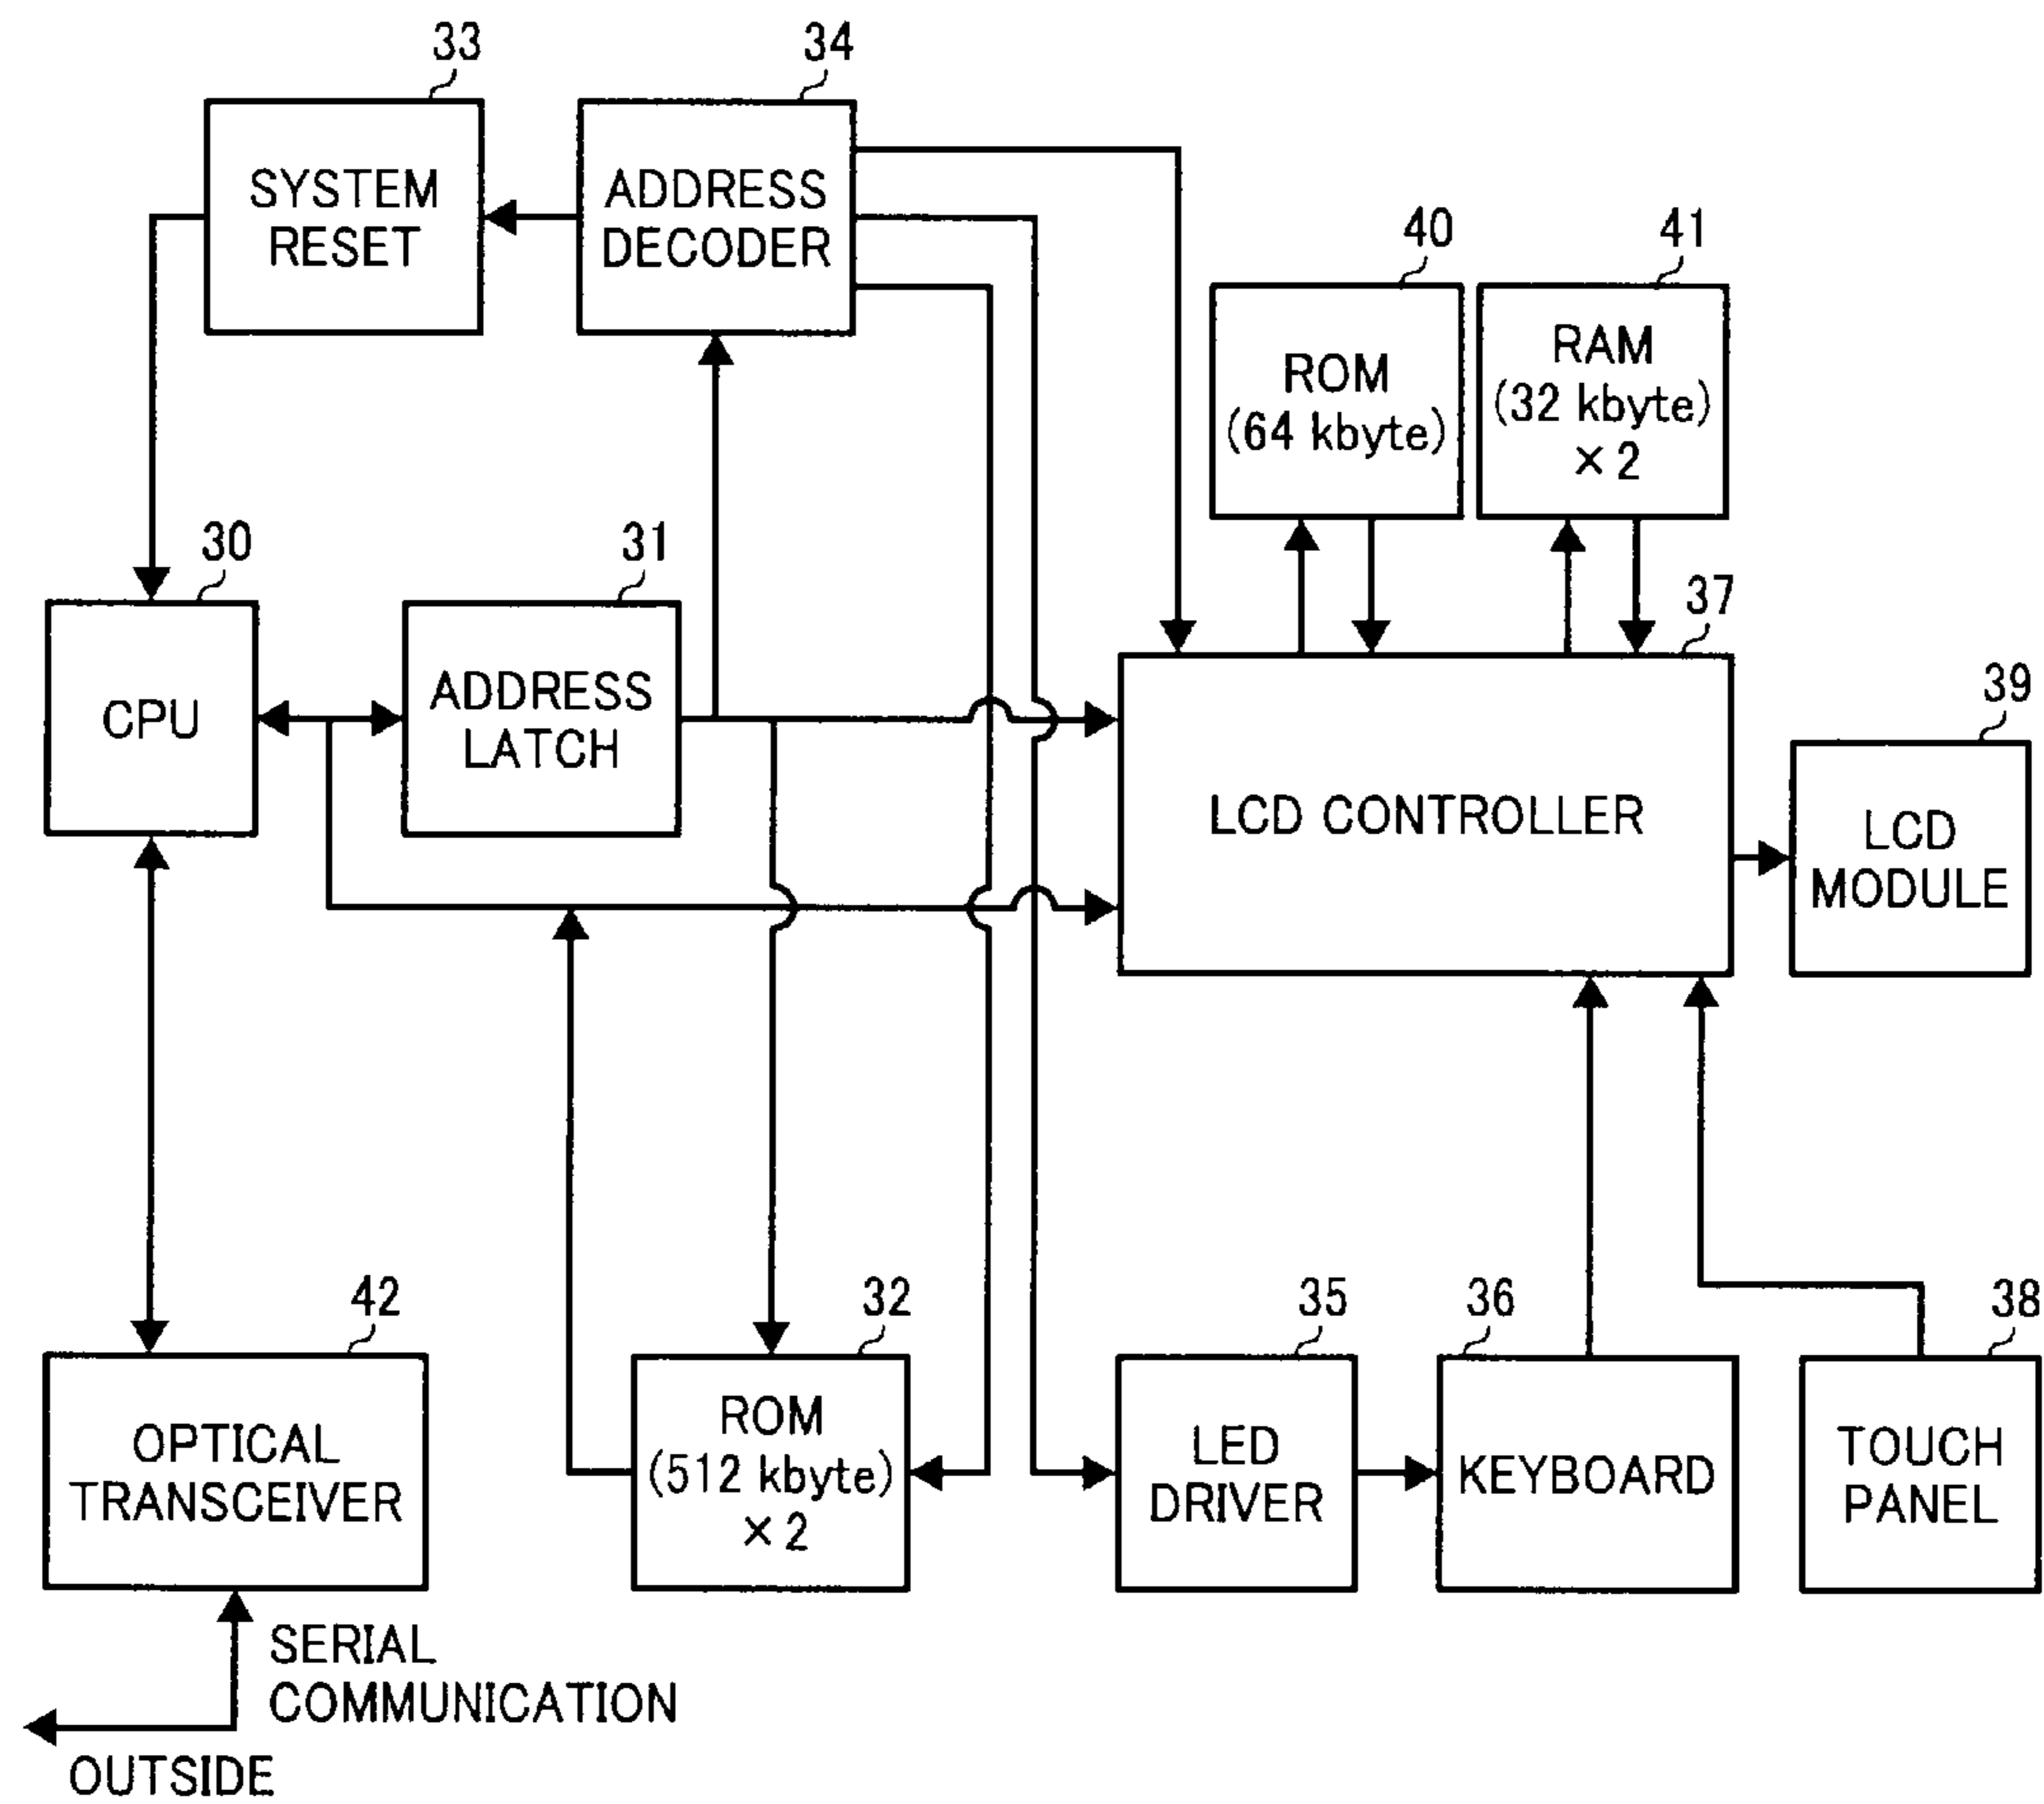 33
34
SYSTEM
RESET
ADDRESS
DECODER
40
41
ROM
(64 kbyte)
RAM
(32 kbyte)
× 2
30
31
37
CPU
ADDRESS
LATCH
LCD CONTROLLER
39
LCD
MODULE
42
32
35
36
38
OPTICAL
TRANSCEIVER
ROM
(512 kbyte)
× 2
LED
DRIVER
KEYBOARD
TOUCH
PANEL
SERIAL
COMMUNICATION
OUTSIDE